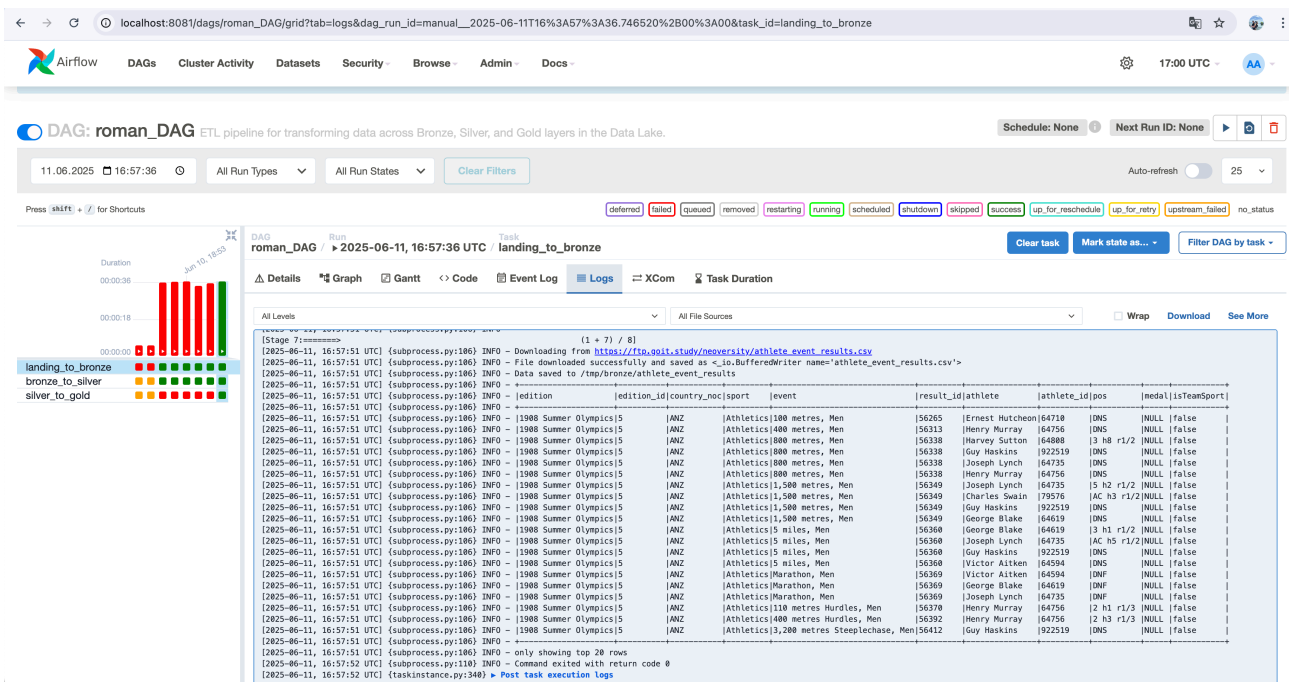 localhost:8081/dags/roman_DAG/grid?tab=logs&dag_run_id=manual__2025-06-11T16%3A57%3A36.746520%2B00%3A00&task_id=landing_to_bronze
Airflow DAGs Cluster Activity Datasets Security Browse Admin Docs 17:00 UTC AA
DAG: roman_DAG ETL pipeline for transforming data across Bronze, Silver, and Gold layers in the Data Lake.
Schedule: None Next Run ID: None
11.06.2025 16:57:36 All Run Types All Run States Clear Filters Auto-refresh 25
Press shift + / for Shortcuts
deferred failed queued removed restarting running scheduled shutdown skipped success up_for_reschedule up_for_retry upstream_failed no_status
DAG Run Task
roman_DAG / 2025-06-11, 16:57:36 UTC / landing_to_bronze
Clear task Mark state as... Filter DAG by task
Duration
Jun 10, 18:53
00:00:36
00:00:18
00:00:00
landing_to_bronze
bronze_to_silver
silver_to_gold
Details Graph Gantt Code Event Log Logs XCom Task Duration
All Levels All File Sources Wrap Download See More
[2025-06-11, 16:57:51 UTC] {subprocess.py:106} INFO -
[Stage 7:=======> (1 + 7) / 8]
[2025-06-11, 16:57:51 UTC] {subprocess.py:106} INFO - Downloading from https://ftp.goit.study/neoversity/athlete_event_results.csv
[2025-06-11, 16:57:51 UTC] {subprocess.py:106} INFO - File downloaded successfully and saved as <_io.BufferedWriter name='athlete_event_results.csv'>
[2025-06-11, 16:57:51 UTC] {subprocess.py:106} INFO - Data saved to /tmp/bronze/athlete_event_results
[2025-06-11, 16:57:51 UTC] {subprocess.py:106} INFO - +--------------------+----------+-----------+---------+------------------------------+---------+----------------+----------+-----------+-----+-----------+
[2025-06-11, 16:57:51 UTC] {subprocess.py:106} INFO - |edition |edition_id|country_noc|sport |event |result_id|athlete |athlete_id|pos |medal|isTeamSport|
[2025-06-11, 16:57:51 UTC] {subprocess.py:106} INFO - +--------------------+----------+-----------+---------+------------------------------+---------+----------------+----------+-----------+-----+-----------+
[2025-06-11, 16:57:51 UTC] {subprocess.py:106} INFO - |1908 Summer Olympics|5 |ANZ |Athletics|100 metres, Men |56265 |Ernest Hutcheon|64710 |DNS |NULL |false |
[2025-06-11, 16:57:51 UTC] {subprocess.py:106} INFO - |1908 Summer Olympics|5 |ANZ |Athletics|400 metres, Men |56313 |Henry Murray |64756 |DNS |NULL |false |
[2025-06-11, 16:57:51 UTC] {subprocess.py:106} INFO - |1908 Summer Olympics|5 |ANZ |Athletics|800 metres, Men |56338 |Harvey Sutton |64808 |3 h8 r1/2 |NULL |false |
[2025-06-11, 16:57:51 UTC] {subprocess.py:106} INFO - |1908 Summer Olympics|5 |ANZ |Athletics|800 metres, Men |56338 |Guy Haskins |922519 |DNS |NULL |false |
[2025-06-11, 16:57:51 UTC] {subprocess.py:106} INFO - |1908 Summer Olympics|5 |ANZ |Athletics|800 metres, Men |56338 |Joseph Lynch |64735 |DNS |NULL |false |
[2025-06-11, 16:57:51 UTC] {subprocess.py:106} INFO - |1908 Summer Olympics|5 |ANZ |Athletics|800 metres, Men |56338 |Henry Murray |64756 |DNS |NULL |false |
[2025-06-11, 16:57:51 UTC] {subprocess.py:106} INFO - |1908 Summer Olympics|5 |ANZ |Athletics|1,500 metres, Men |56349 |Joseph Lynch |64735 |5 h2 r1/2 |NULL |false |
[2025-06-11, 16:57:51 UTC] {subprocess.py:106} INFO - |1908 Summer Olympics|5 |ANZ |Athletics|1,500 metres, Men |56349 |Charles Swain |79576 |AC h3 r1/2|NULL |false |
[2025-06-11, 16:57:51 UTC] {subprocess.py:106} INFO - |1908 Summer Olympics|5 |ANZ |Athletics|1,500 metres, Men |56349 |Guy Haskins |922519 |DNS |NULL |false |
[2025-06-11, 16:57:51 UTC] {subprocess.py:106} INFO - |1908 Summer Olympics|5 |ANZ |Athletics|1,500 metres, Men |56349 |George Blake |64619 |DNS |NULL |false |
[2025-06-11, 16:57:51 UTC] {subprocess.py:106} INFO - |1908 Summer Olympics|5 |ANZ |Athletics|5 miles, Men |56360 |George Blake |64619 |3 h1 r1/2 |NULL |false |
[2025-06-11, 16:57:51 UTC] {subprocess.py:106} INFO - |1908 Summer Olympics|5 |ANZ |Athletics|5 miles, Men |56360 |Joseph Lynch |64735 |AC h5 r1/2|NULL |false |
[2025-06-11, 16:57:51 UTC] {subprocess.py:106} INFO - |1908 Summer Olympics|5 |ANZ |Athletics|5 miles, Men |56360 |Guy Haskins |922519 |DNS |NULL |false |
[2025-06-11, 16:57:51 UTC] {subprocess.py:106} INFO - |1908 Summer Olympics|5 |ANZ |Athletics|5 miles, Men |56360 |Victor Aitken |64594 |DNS |NULL |false |
[2025-06-11, 16:57:51 UTC] {subprocess.py:106} INFO - |1908 Summer Olympics|5 |ANZ |Athletics|Marathon, Men |56369 |Victor Aitken |64594 |DNF |NULL |false |
[2025-06-11, 16:57:51 UTC] {subprocess.py:106} INFO - |1908 Summer Olympics|5 |ANZ |Athletics|Marathon, Men |56369 |George Blake |64619 |DNF |NULL |false |
[2025-06-11, 16:57:51 UTC] {subprocess.py:106} INFO - |1908 Summer Olympics|5 |ANZ |Athletics|Marathon, Men |56369 |Joseph Lynch |64735 |DNF |NULL |false |
[2025-06-11, 16:57:51 UTC] {subprocess.py:106} INFO - |1908 Summer Olympics|5 |ANZ |Athletics|110 metres Hurdles, Men |56370 |Henry Murray |64756 |2 h1 r1/3 |NULL |false |
[2025-06-11, 16:57:51 UTC] {subprocess.py:106} INFO - |1908 Summer Olympics|5 |ANZ |Athletics|400 metres Hurdles, Men |56392 |Henry Murray |64756 |2 h3 r1/3 |NULL |false |
[2025-06-11, 16:57:51 UTC] {subprocess.py:106} INFO - |1908 Summer Olympics|5 |ANZ |Athletics|3,200 metres Steeplechase, Men|56412 |Guy Haskins |922519 |DNS |NULL |false |
[2025-06-11, 16:57:51 UTC] {subprocess.py:106} INFO - +--------------------+----------+-----------+---------+------------------------------+---------+----------------+----------+-----------+-----+-----------+
[2025-06-11, 16:57:51 UTC] {subprocess.py:106} INFO - only showing top 20 rows
[2025-06-11, 16:57:52 UTC] {subprocess.py:110} INFO - Command exited with return code 0
[2025-06-11, 16:57:52 UTC] {taskinstance.py:340} ▶ Post task execution logs